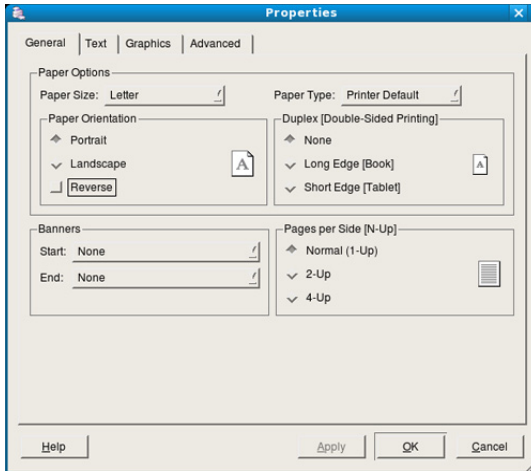 Properties
General Text Graphics Advanced
Paper Options
Paper Size: Letter
Paper Type: Printer Default
Paper Orientation
Portrait
Landscape
Reverse
A
Duplex [Double-Sided Printing]
None
Long Edge [Book]
Short Edge [Tablet]
A
Banners
Start: None
End: None
Pages per Side [N-Up]
Normal (1-Up)
2-Up
4-Up
Help Apply OK Cancel